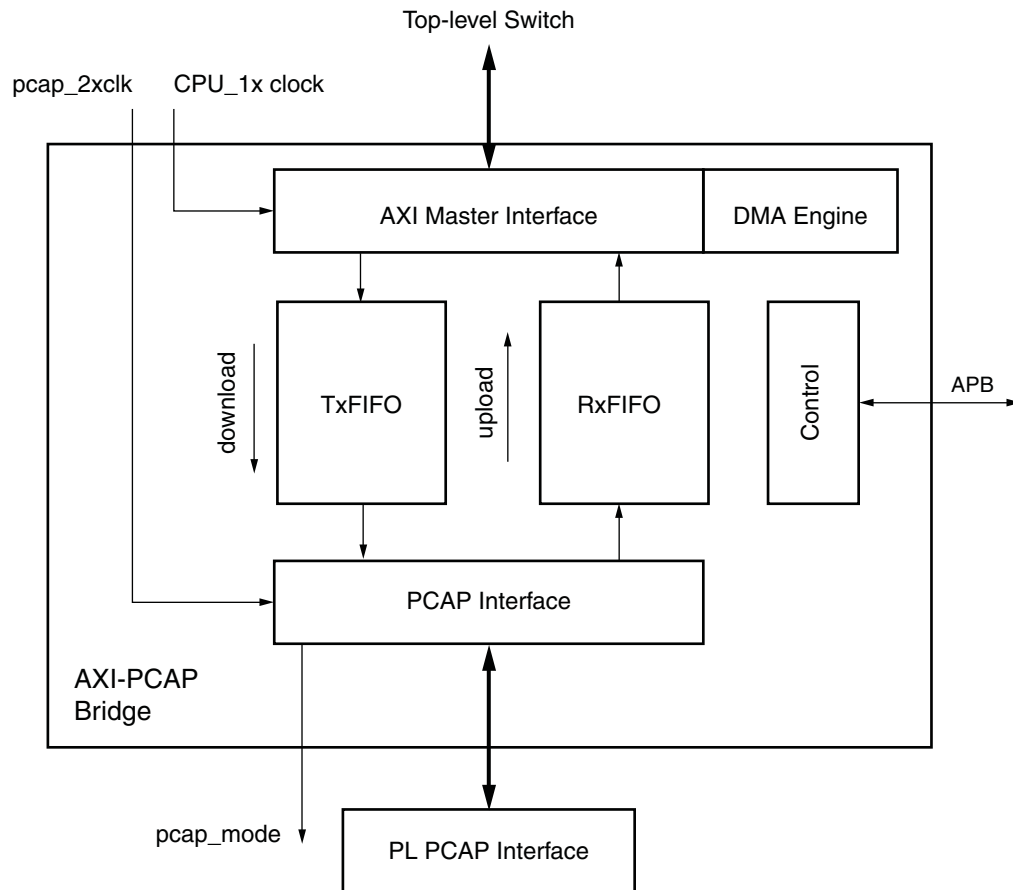 Top-level Switch
pcap_2xclk
CPU_1x clock
AXI Master Interface
DMA Engine
download
TxFIFO
upload
RxFIFO
Control
APB
PCAP Interface
AXI-PCAP
Bridge
pcap_mode
PL PCAP Interface